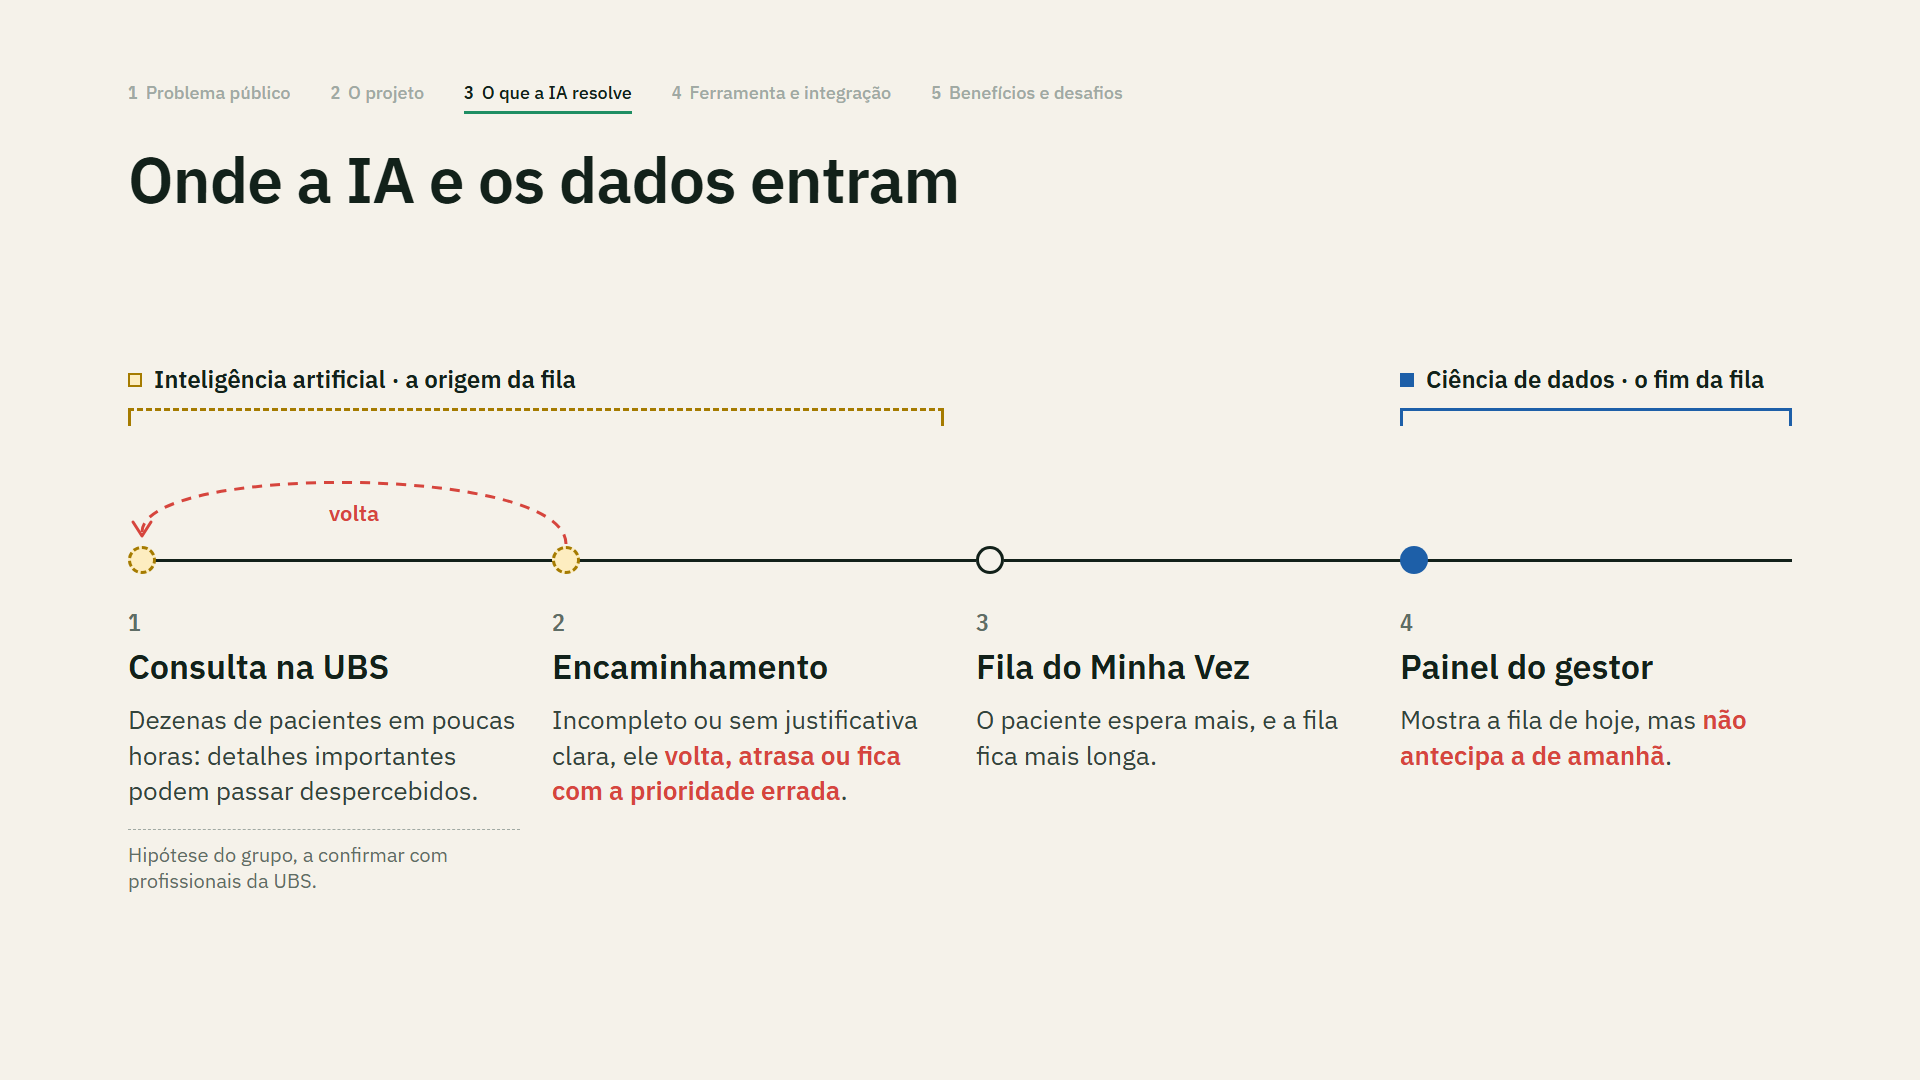 1 Problema público 2 O projeto 3 O que a IA resolve 4 Ferramenta e integração 5 Benefícios e desafios
Onde a IA e os dados entram
Inteligência artificial · a origem da fila
Ciência de dados · o fim da fila
volta
1
Consulta na UBS
Dezenas de pacientes em poucas
horas: detalhes importantes
podem passar despercebidos.
Hipótese do grupo, a confirmar com
profissionais da UBS.
2
Encaminhamento
Incompleto ou sem justificativa
clara, ele volta, atrasa ou fica
com a prioridade errada.
3
Fila do Minha Vez
O paciente espera mais, e a fila
fica mais longa.
4
Painel do gestor
Mostra a fila de hoje, mas não
antecipa a de amanhã.